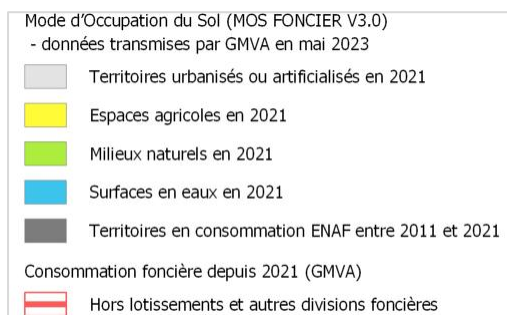 Mode d'Occupation du Sol (MOS FONCIER V3.0)
- données transmises par GMVA en mai 2023
Territoires urbanisés ou artificialisés en 2021
Espaces agricoles en 2021
Milieux naturels en 2021
Surfaces en eaux en 2021
Territoires en consommation ENAF entre 2011 et 2021
Consommation foncière depuis 2021 (GMVA)
Hors lotissements et autres divisions foncières